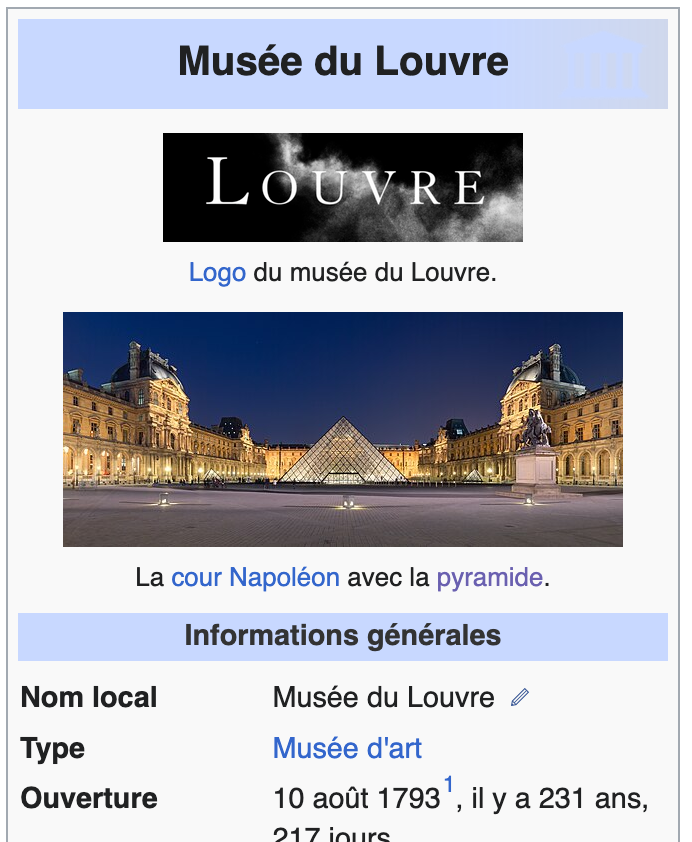 Musée du Louvre
LOUVRE
Logo du musée du Louvre.
La cour Napoléon avec la pyramide.
Informations générales
Nom local Musée du Louvre
Type Musée d'art
Ouverture 10 août 1793 1, il y a 231 ans,
217 jours